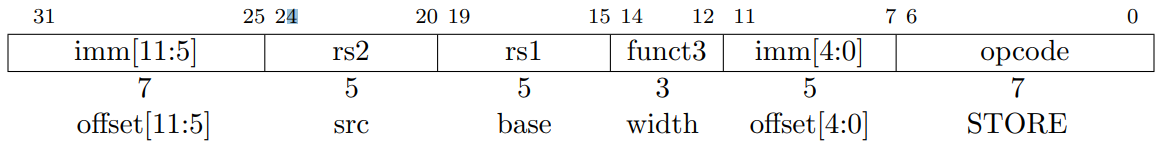 31 25 24 20 19 15 14 12 11 7 6 0
imm[11:5] rs2 rs1 funct3 imm[4:0] opcode
7 5 5 3 5 7
offset[11:5] src base width offset[4:0] STORE